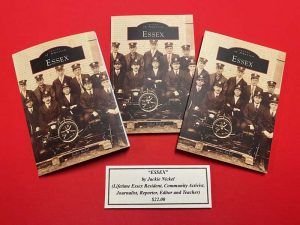 ESSEX
ESSEX
ESSEX
"ESSEX"
by Jackie Nickel
(Lifetime Essex Resident, Community Activist,
Journalist, Reporter, Editor and Teacher)
$22.00